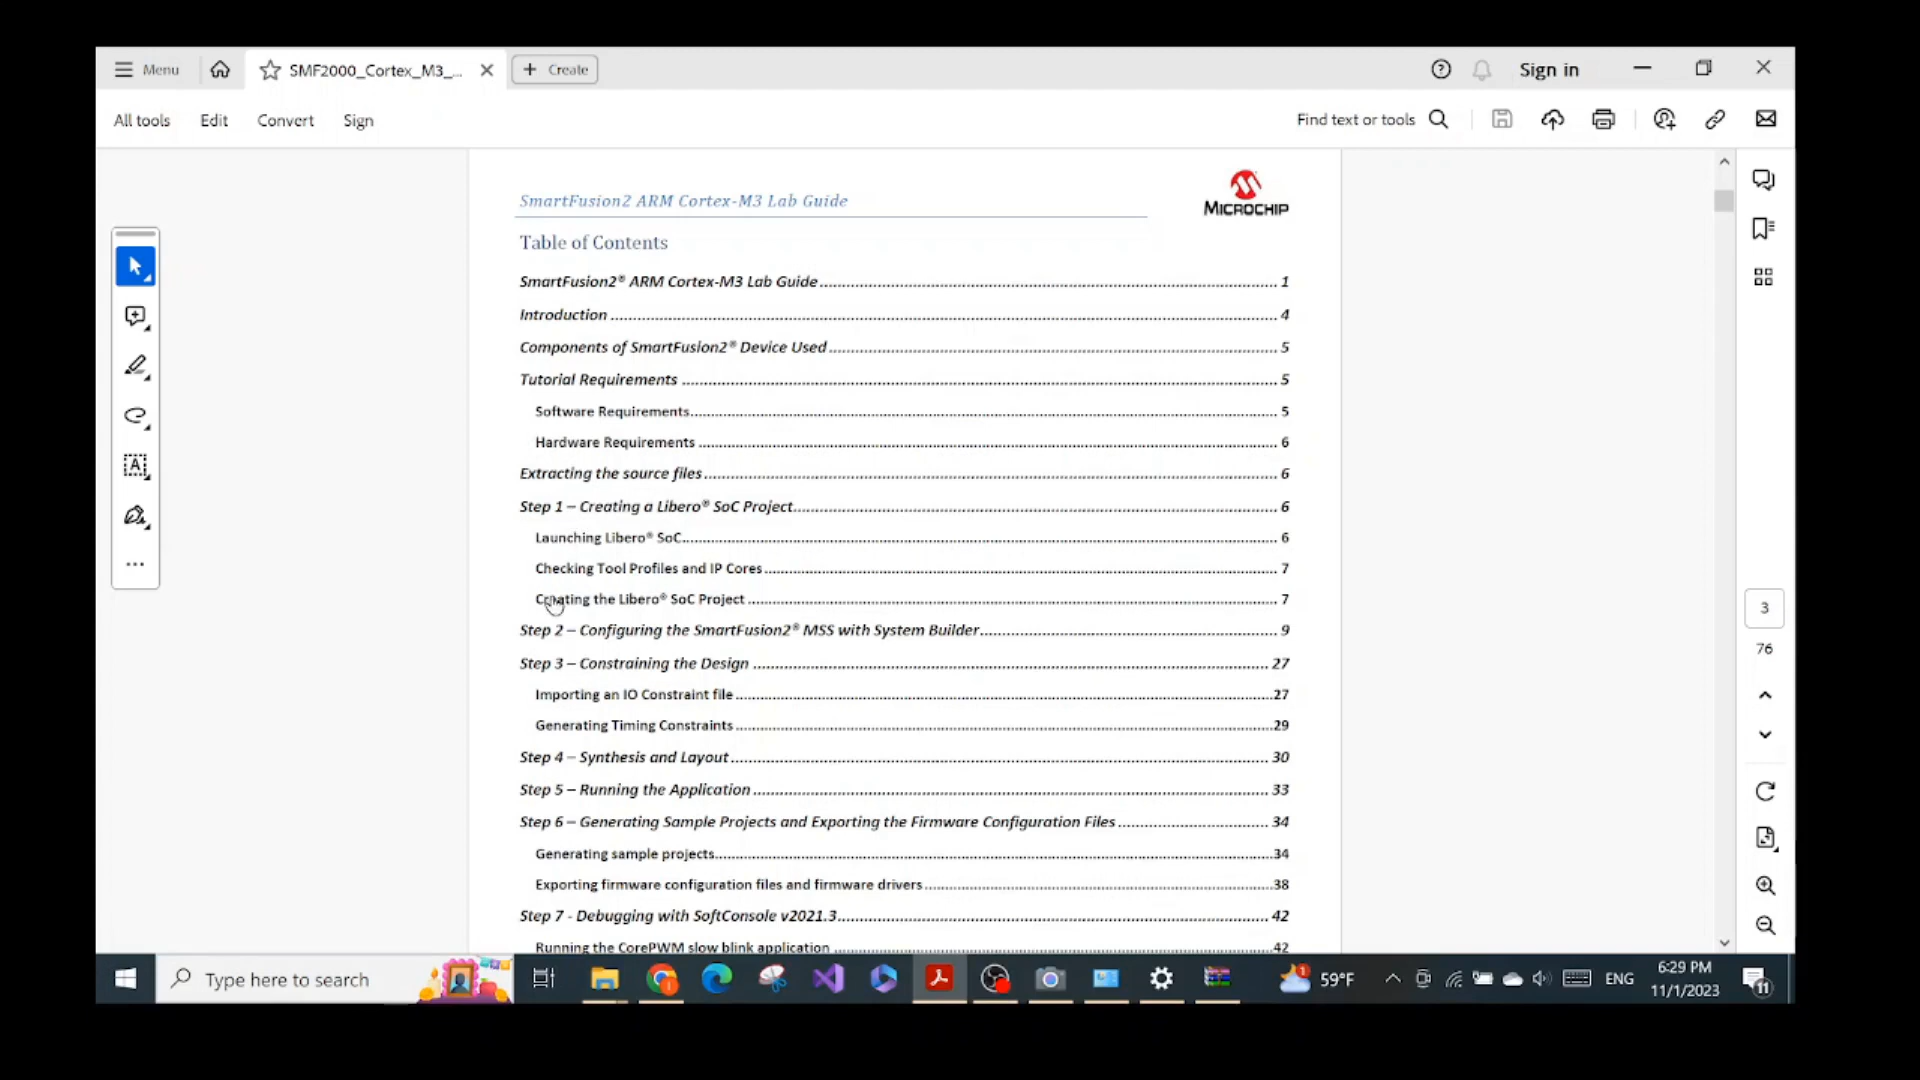 Menu
SMF2000_Cortex_M3_...
Create
Sign in
All tools
Edit
Convert
Sign
Find text or tools
SmartFusion2 ARM Cortex-M3 Lab Guide
MICROCHIP
Table of Contents
SmartFusion2® ARM Cortex-M3 Lab Guide 1
Introduction 4
Components of SmartFusion2® Device Used 5
Tutorial Requirements 5
Software Requirements 5
Hardware Requirements 6
Extracting the source files 6
Step 1 – Creating a Libero® SoC Project 6
Launching Libero® SoC 6
Checking Tool Profiles and IP Cores 7
Creating the Libero® SoC Project 7
Step 2 – Configuring the SmartFusion2® MSS with System Builder 9
Step 3 – Constraining the Design 27
Importing an IO Constraint file 27
Generating Timing Constraints 29
Step 4 – Synthesis and Layout 30
Step 5 – Running the Application 33
Step 6 – Generating Sample Projects and Exporting the Firmware Configuration Files 34
Generating sample projects 34
Exporting firmware configuration files and firmware drivers 38
Step 7 - Debugging with SoftConsole v2021.3 42
Running the CorePWM slow blink application 42
3
76
Type here to search
1
59°F
ENG
6:29 PM
11/1/2023
11